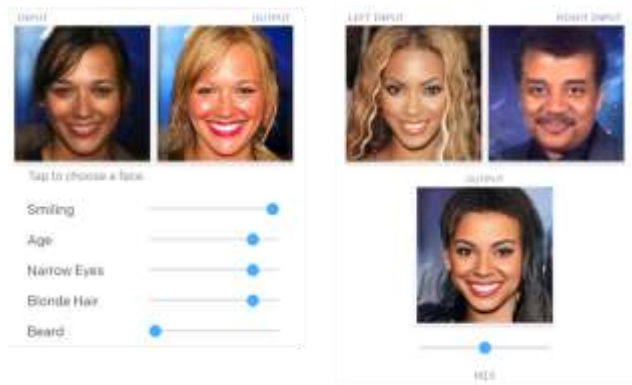 INPUT OUTPUT
Tap to choose a face.
Smiling
Age
Narrow Eyes
Blonde Hair
Beard
LEFT INPUT RIGHT INPUT
OUTPUT
MIX